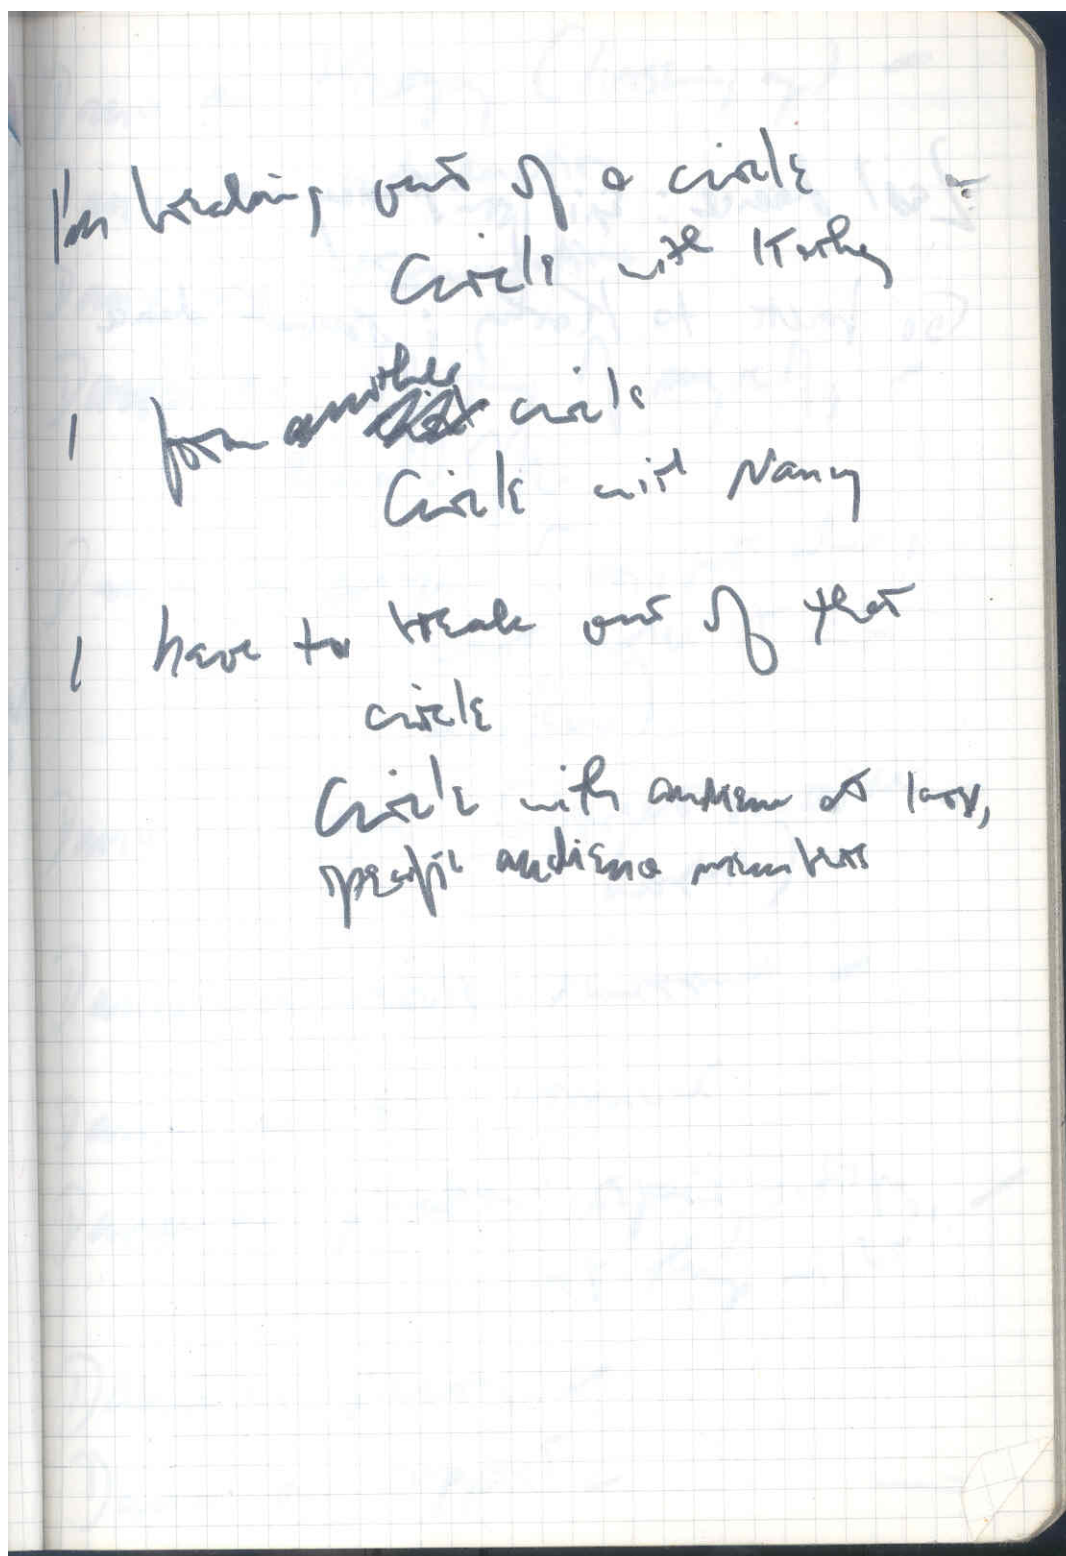 I'm breaking out of a circle –
Circle with Kathy
I form another circle
Circle with Nancy
I have to break out of that
circle
Circle with audience at large,
specific audience members